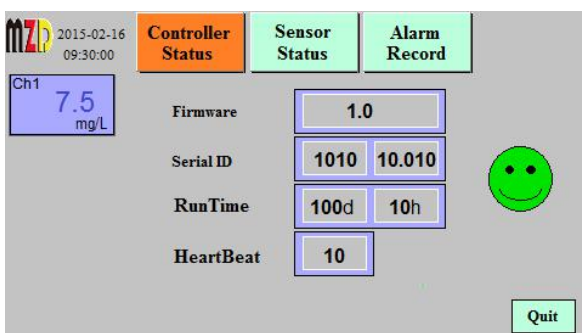 MZD 2015-02-16
09:30:00
Controller
Status
Sensor
Status
Alarm
Record
Ch1
7.5
mg/L
Firmware 1.0
Serial ID 1010 10.010
RunTime 100d 10h
HeartBeat 10
Quit